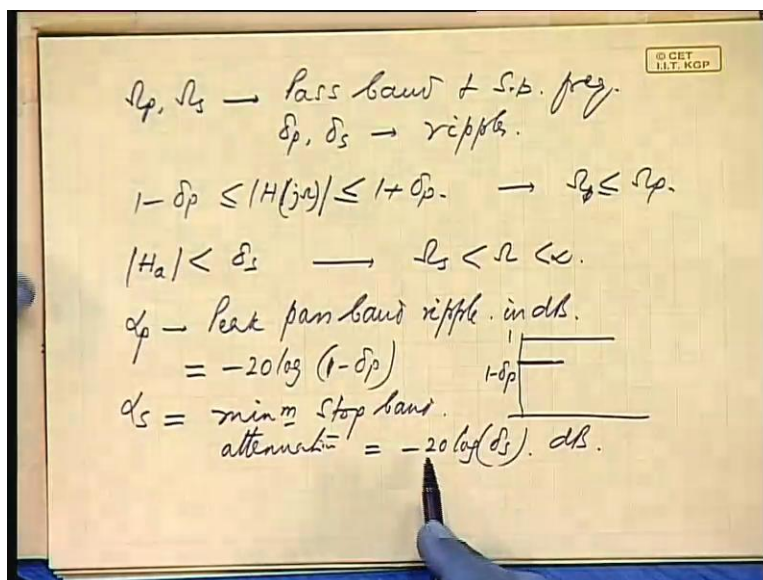 © CET
I.I.T. KGP
Ωp, Ωs → Pass band & S.b. freq.
δp, δs → ripples.
1 - δp ≤ |H(jΩ)| ≤ 1 + δp. → Ωp ≤ Ωp.
|Ha| < δs → Ωs < Ω < ∞.
αp - Peak pass band ripple. in dB.
= -20 log (1 - δp)
1
1-δp
αs = minm stop band.
attenuation = -20 log(δs). dB.